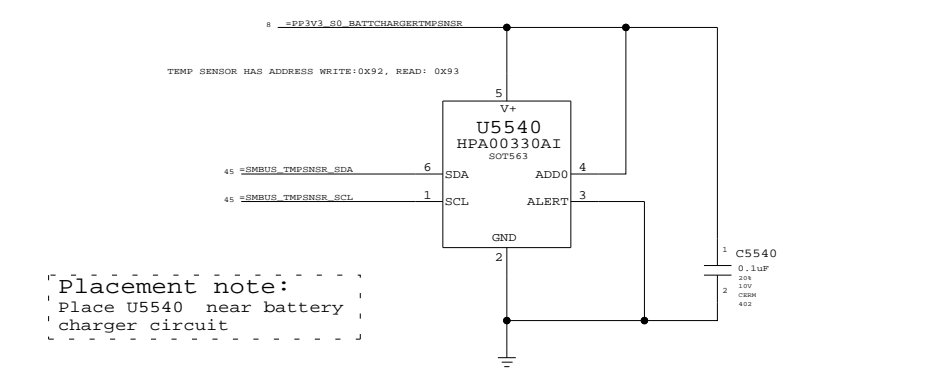 8 =PP3V3_S0_BATTCHARGERTMPSNSR
TEMP SENSOR HAS ADDRESS WRITE:0X92, READ: 0X93
5
V+
U5540
HPA00330AI
SOT563
45 =SMBUS_TMPSNSR_SDA 6 SDA ADD0 4
45 =SMBUS_TMPSNSR_SCL 1 SCL ALERT 3
GND
2
1 C5540
0.1uF
20%
10V
2 CERM
402
Placement note:
Place U5540 near battery
charger circuit